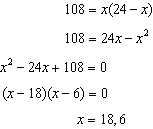 108 = x(24 − x)
108 = 24x − x²
x² − 24x + 108 = 0
(x − 18)(x − 6) = 0
x = 18, 6